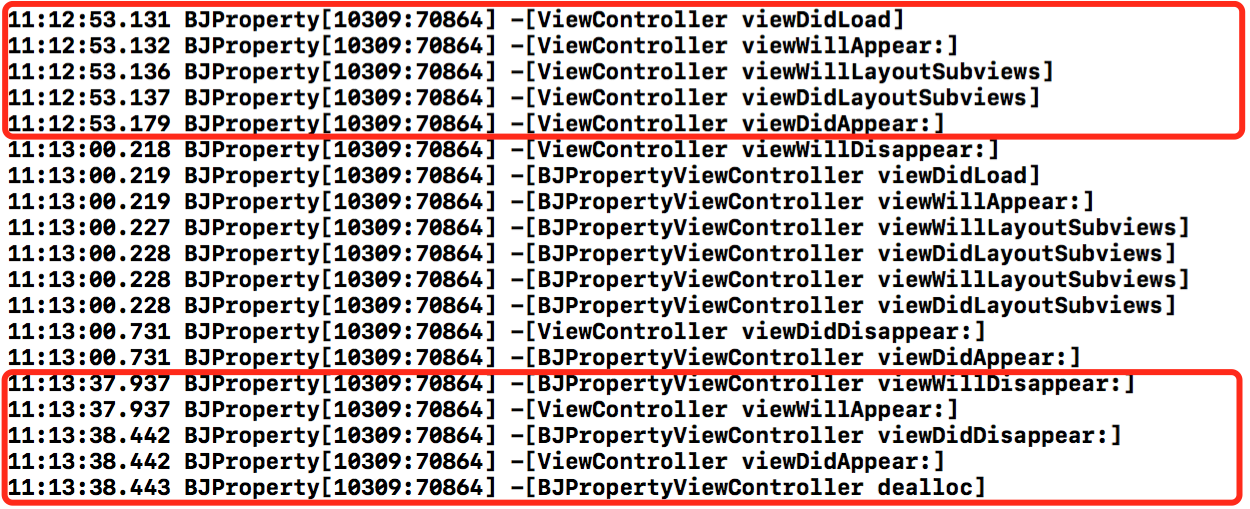 11:12:53.131 BJProperty[10309:70864] -[ViewController viewDidLoad]
11:12:53.132 BJProperty[10309:70864] -[ViewController viewWillAppear:]
11:12:53.136 BJProperty[10309:70864] -[ViewController viewWillLayoutSubviews]
11:12:53.137 BJProperty[10309:70864] -[ViewController viewDidLayoutSubviews]
11:12:53.179 BJProperty[10309:70864] -[ViewController viewDidAppear:]
11:13:00.218 BJProperty[10309:70864] -[ViewController viewWillDisappear:]
11:13:00.219 BJProperty[10309:70864] -[BJPropertyViewController viewDidLoad]
11:13:00.219 BJProperty[10309:70864] -[BJPropertyViewController viewWillAppear:]
11:13:00.227 BJProperty[10309:70864] -[BJPropertyViewController viewWillLayoutSubviews]
11:13:00.228 BJProperty[10309:70864] -[BJPropertyViewController viewDidLayoutSubviews]
11:13:00.228 BJProperty[10309:70864] -[BJPropertyViewController viewWillLayoutSubviews]
11:13:00.228 BJProperty[10309:70864] -[BJPropertyViewController viewDidLayoutSubviews]
11:13:00.731 BJProperty[10309:70864] -[ViewController viewDidDisappear:]
11:13:00.731 BJProperty[10309:70864] -[BJPropertyViewController viewDidAppear:]
11:13:37.937 BJProperty[10309:70864] -[BJPropertyViewController viewWillDisappear:]
11:13:37.937 BJProperty[10309:70864] -[ViewController viewWillAppear:]
11:13:38.442 BJProperty[10309:70864] -[BJPropertyViewController viewDidDisappear:]
11:13:38.442 BJProperty[10309:70864] -[ViewController viewDidAppear:]
11:13:38.443 BJProperty[10309:70864] -[BJPropertyViewController dealloc]